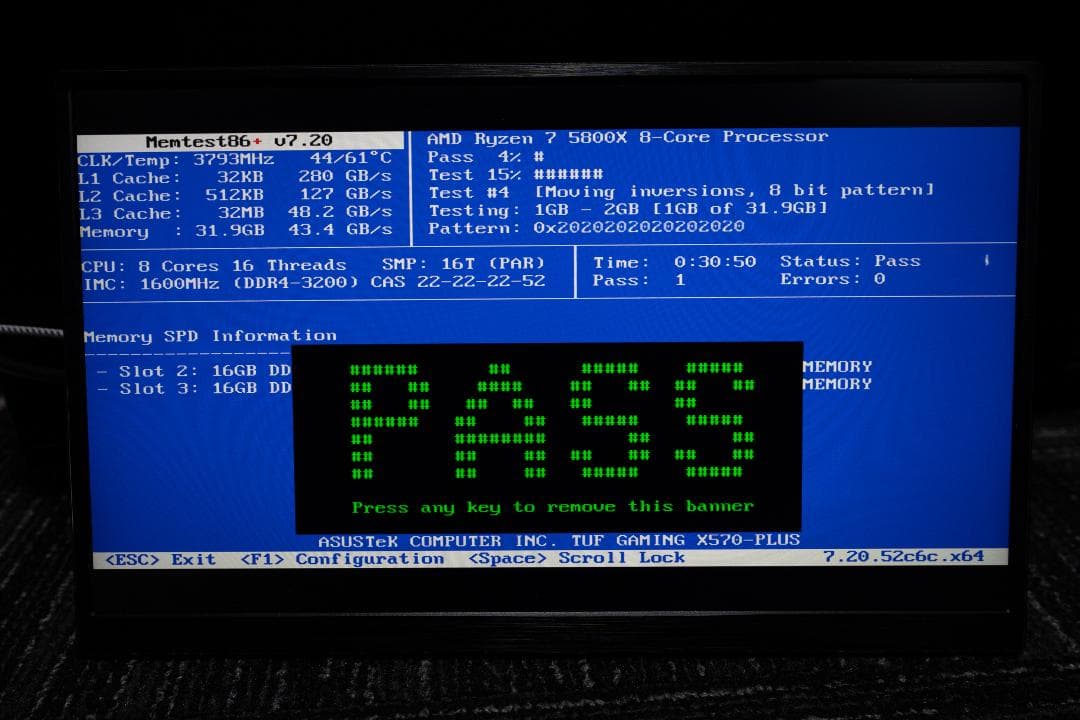 Memtest86+ v7.20
AMD Ryzen 7 5800X 8-Core Processor
CLK/Temp: 3793MHz 44/61°C
Pass 4% #
L1 Cache: 32KB 280 GB/s
Test 15% ######
L2 Cache: 512KB 127 GB/s
Test #4 [Moving inversions, 8 bit pattern]
L3 Cache: 32MB 48.2 GB/s
Testing: 1GB - 2GB [1GB of 31.9GB]
Memory : 31.9GB 43.4 GB/s
Pattern: 0x2020202020202020
CPU: 8 Cores 16 Threads SMP: 16T (PAR)
Time: 0:30:50 Status: Pass
IMC: 1600MHz (DDR4-3200) CAS 22-22-22-52
Pass: 1 Errors: 0
Memory SPD Information
- Slot 2: 16GB DD
MEMORY
- Slot 3: 16GB DD
MEMORY
PASS
Press any key to remove this banner
ASUSTeK COMPUTER INC. TUF GAMING X570-PLUS
<ESC> Exit <F1> Configuration <Space> Scroll Lock 7.20.52c6c.x64